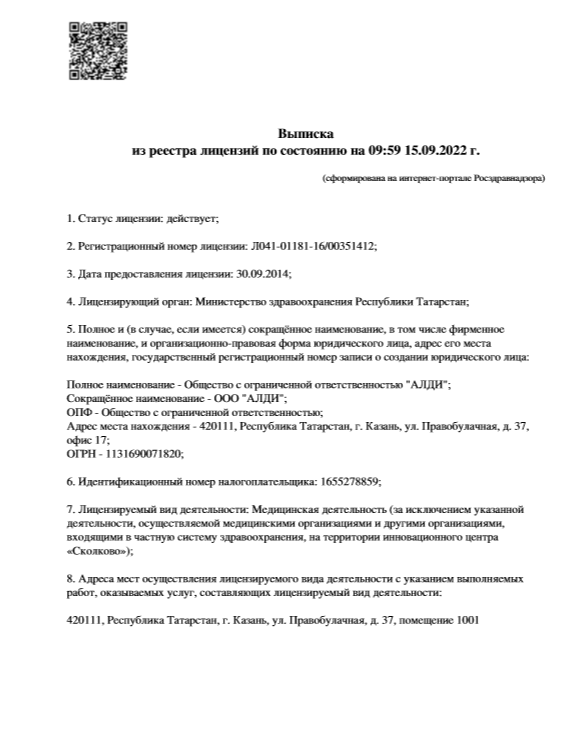 Выписка
из реестра лицензий по состоянию на 09:59 15.09.2022 г.
(сформирована на интернет-портале Росздравнадзора)
1. Статус лицензии: действует;
2. Регистрационный номер лицензии: Л041-01181-16/00351412;
3. Дата предоставления лицензии: 30.09.2014;
4. Лицензирующий орган: Министерство здравоохранения Республики Татарстан;
5. Полное и (в случае, если имеется) сокращённое наименование, в том числе фирменное
наименование, и организационно-правовая форма юридического лица, адрес его места
нахождения, государственный регистрационный номер записи о создании юридического лица:
Полное наименование - Общество с ограниченной ответственностью "АЛДИ";
Сокращённое наименование - ООО "АЛДИ";
ОПФ - Общество с ограниченной ответственностью;
Адрес места нахождения - 420111, Республика Татарстан, г. Казань, ул. Правобулачная, д. 37,
офис 17;
ОГРН - 1131690071820;
6. Идентификационный номер налогоплательщика: 1655278859;
7. Лицензируемый вид деятельности: Медицинская деятельность (за исключением указанной
деятельности, осуществляемой медицинскими организациями и другими организациями,
входящими в частную систему здравоохранения, на территории инновационного центра
«Сколково»);
8. Адреса мест осуществления лицензируемого вида деятельности с указанием выполняемых
работ, оказываемых услуг, составляющих лицензируемый вид деятельности:
420111, Республика Татарстан, г. Казань, ул. Правобулачная, д. 37, помещение 1001